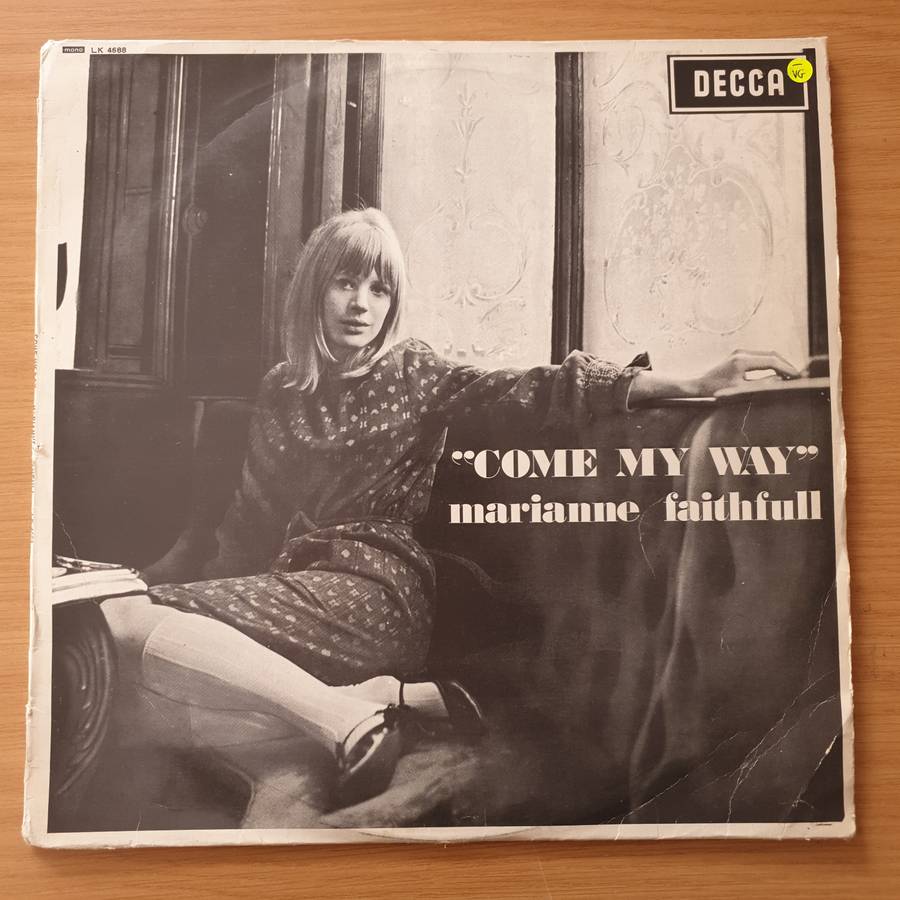 mono LK 4688
DECCA
VG
“COME MY WAY”
marianne faithfull